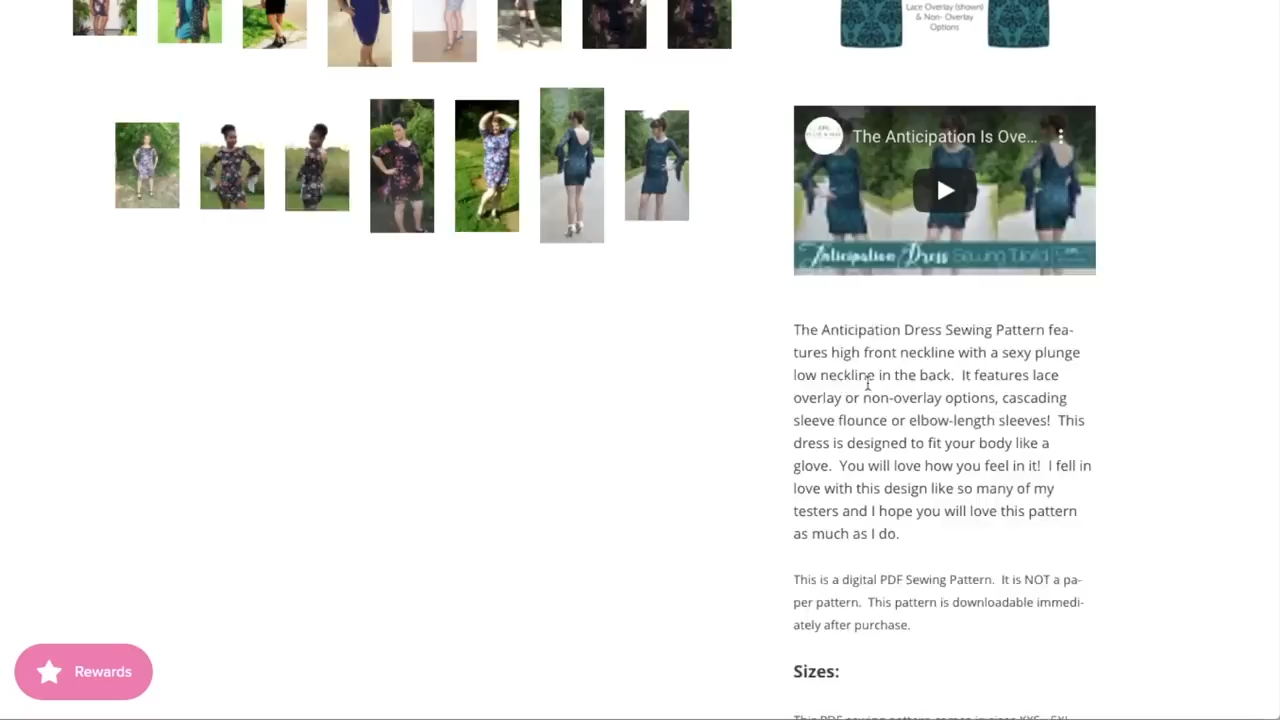 Lace Overlay (shown)
& Non- Overlay
Options
The Anticipation Is Ove...
Anticipation Dress Sewing
The Anticipation Dress Sewing Pattern fea-
tures high front neckline with a sexy plunge
low neckline in the back.  It features lace
overlay or non-overlay options, cascading
sleeve flounce or elbow-length sleeves!  This
dress is designed to fit your body like a
glove.  You will love how you feel in it!  I fell in
love with this design like so many of my
testers and I hope you will love this pattern
as much as I do.
This is a digital PDF Sewing Pattern.  It is NOT a pa-
per pattern.  This pattern is downloadable immedi-
ately after purchase.
Rewards
Sizes: